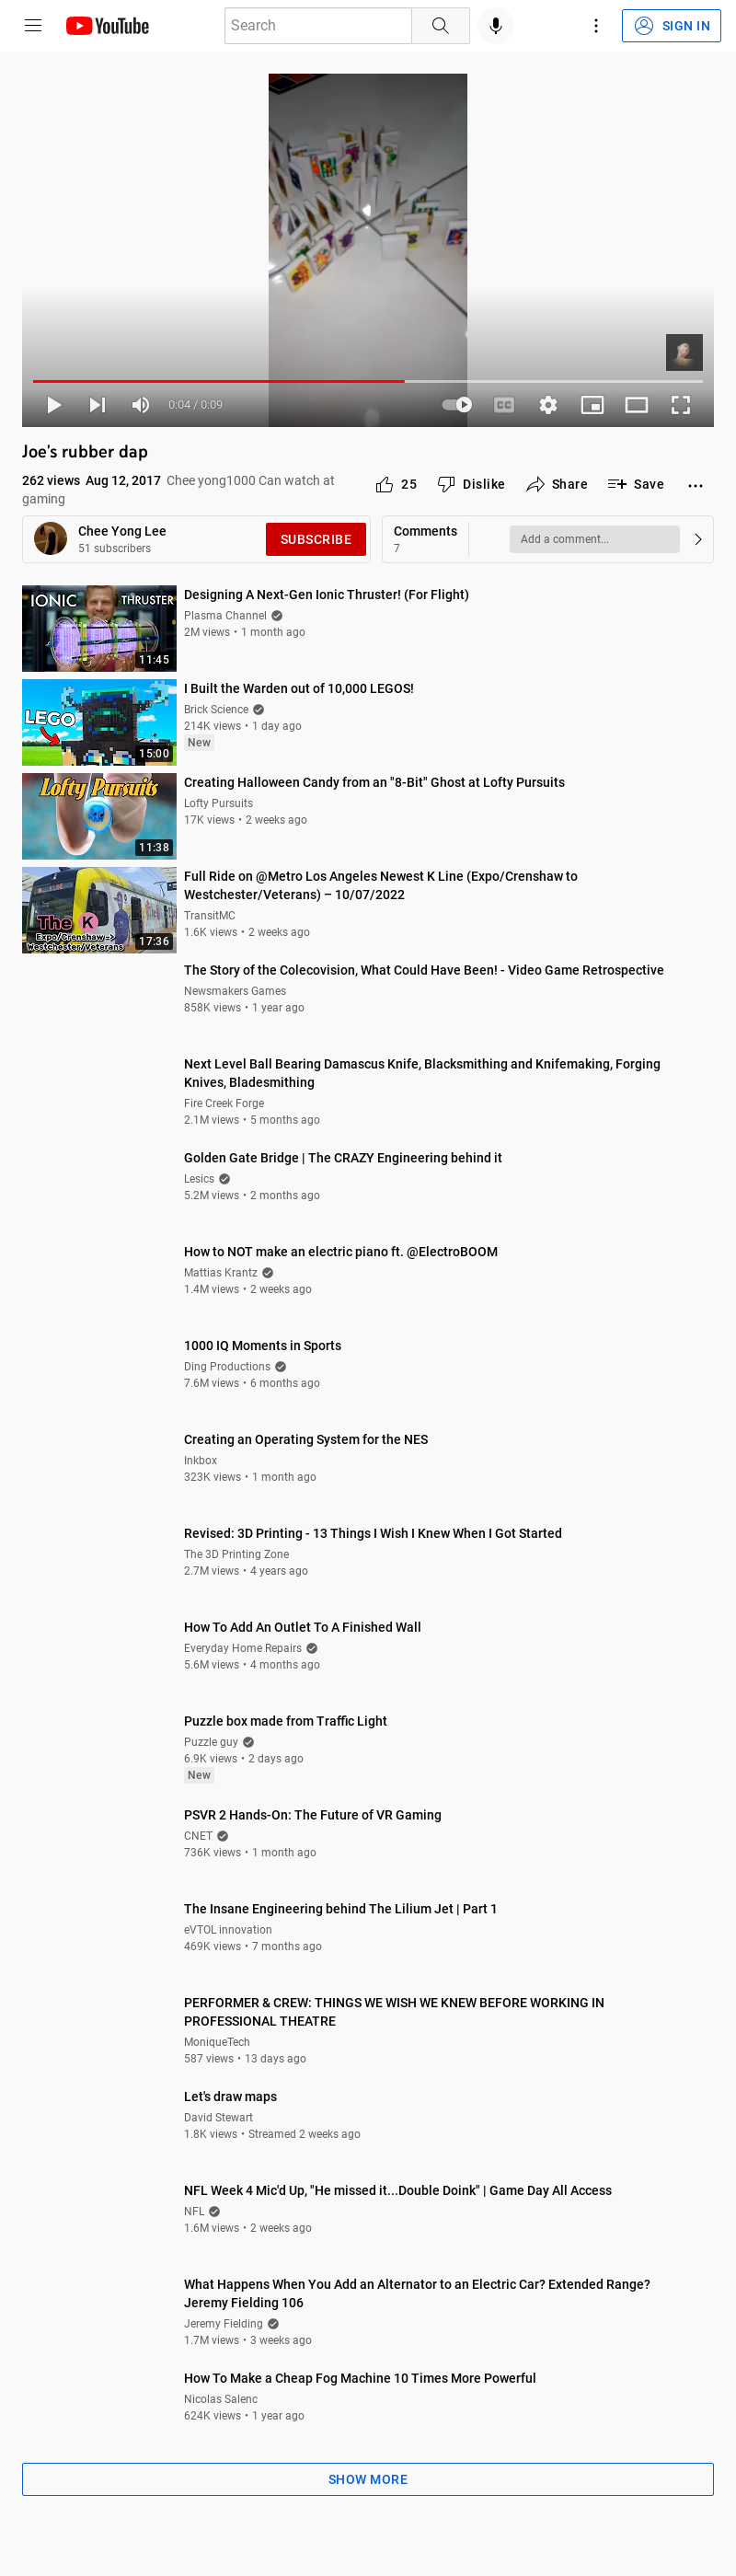 YouTube
Search
SIGN IN
0:04 / 0:09
CC
Joe's rubber dap
262 views Aug 12, 2017 Chee yong1000 Can watch at
gaming
25
Dislike
Share
Save
Chee Yong Lee
51 subscribers
SUBSCRIBE
Comments
7
Add a comment...
IONIC THRUSTER
11:45
Designing A Next-Gen Ionic Thruster! (For Flight)
Plasma Channel
2M views • 1 month ago
LEGO
15:00
I Built the Warden out of 10,000 LEGOS!
Brick Science
214K views • 1 day ago
New
Lofty Pursuits
11:38
Creating Halloween Candy from an "8-Bit" Ghost at Lofty Pursuits
Lofty Pursuits
17K views • 2 weeks ago
The K
Expo/Crenshaw ->
Westchester/Veterans
17:36
Full Ride on @Metro Los Angeles Newest K Line (Expo/Crenshaw to
Westchester/Veterans) – 10/07/2022
TransitMC
1.6K views • 2 weeks ago
The Story of the Colecovision, What Could Have Been! - Video Game Retrospective
Newsmakers Games
858K views • 1 year ago
Next Level Ball Bearing Damascus Knife, Blacksmithing and Knifemaking, Forging
Knives, Bladesmithing
Fire Creek Forge
2.1M views • 5 months ago
Golden Gate Bridge | The CRAZY Engineering behind it
Lesics
5.2M views • 2 months ago
How to NOT make an electric piano ft. @ElectroBOOM
Mattias Krantz
1.4M views • 2 weeks ago
1000 IQ Moments in Sports
Ding Productions
7.6M views • 6 months ago
Creating an Operating System for the NES
Inkbox
323K views • 1 month ago
Revised: 3D Printing - 13 Things I Wish I Knew When I Got Started
The 3D Printing Zone
2.7M views • 4 years ago
How To Add An Outlet To A Finished Wall
Everyday Home Repairs
5.6M views • 4 months ago
Puzzle box made from Traffic Light
Puzzle guy
6.9K views • 2 days ago
New
PSVR 2 Hands-On: The Future of VR Gaming
CNET
736K views • 1 month ago
The Insane Engineering behind The Lilium Jet | Part 1
eVTOL innovation
469K views • 7 months ago
PERFORMER & CREW: THINGS WE WISH WE KNEW BEFORE WORKING IN
PROFESSIONAL THEATRE
MoniqueTech
587 views • 13 days ago
Let's draw maps
David Stewart
1.8K views • Streamed 2 weeks ago
NFL Week 4 Mic'd Up, "He missed it...Double Doink" | Game Day All Access
NFL
1.6M views • 2 weeks ago
What Happens When You Add an Alternator to an Electric Car? Extended Range?
Jeremy Fielding 106
Jeremy Fielding
1.7M views • 3 weeks ago
How To Make a Cheap Fog Machine 10 Times More Powerful
Nicolas Salenc
624K views • 1 year ago
SHOW MORE